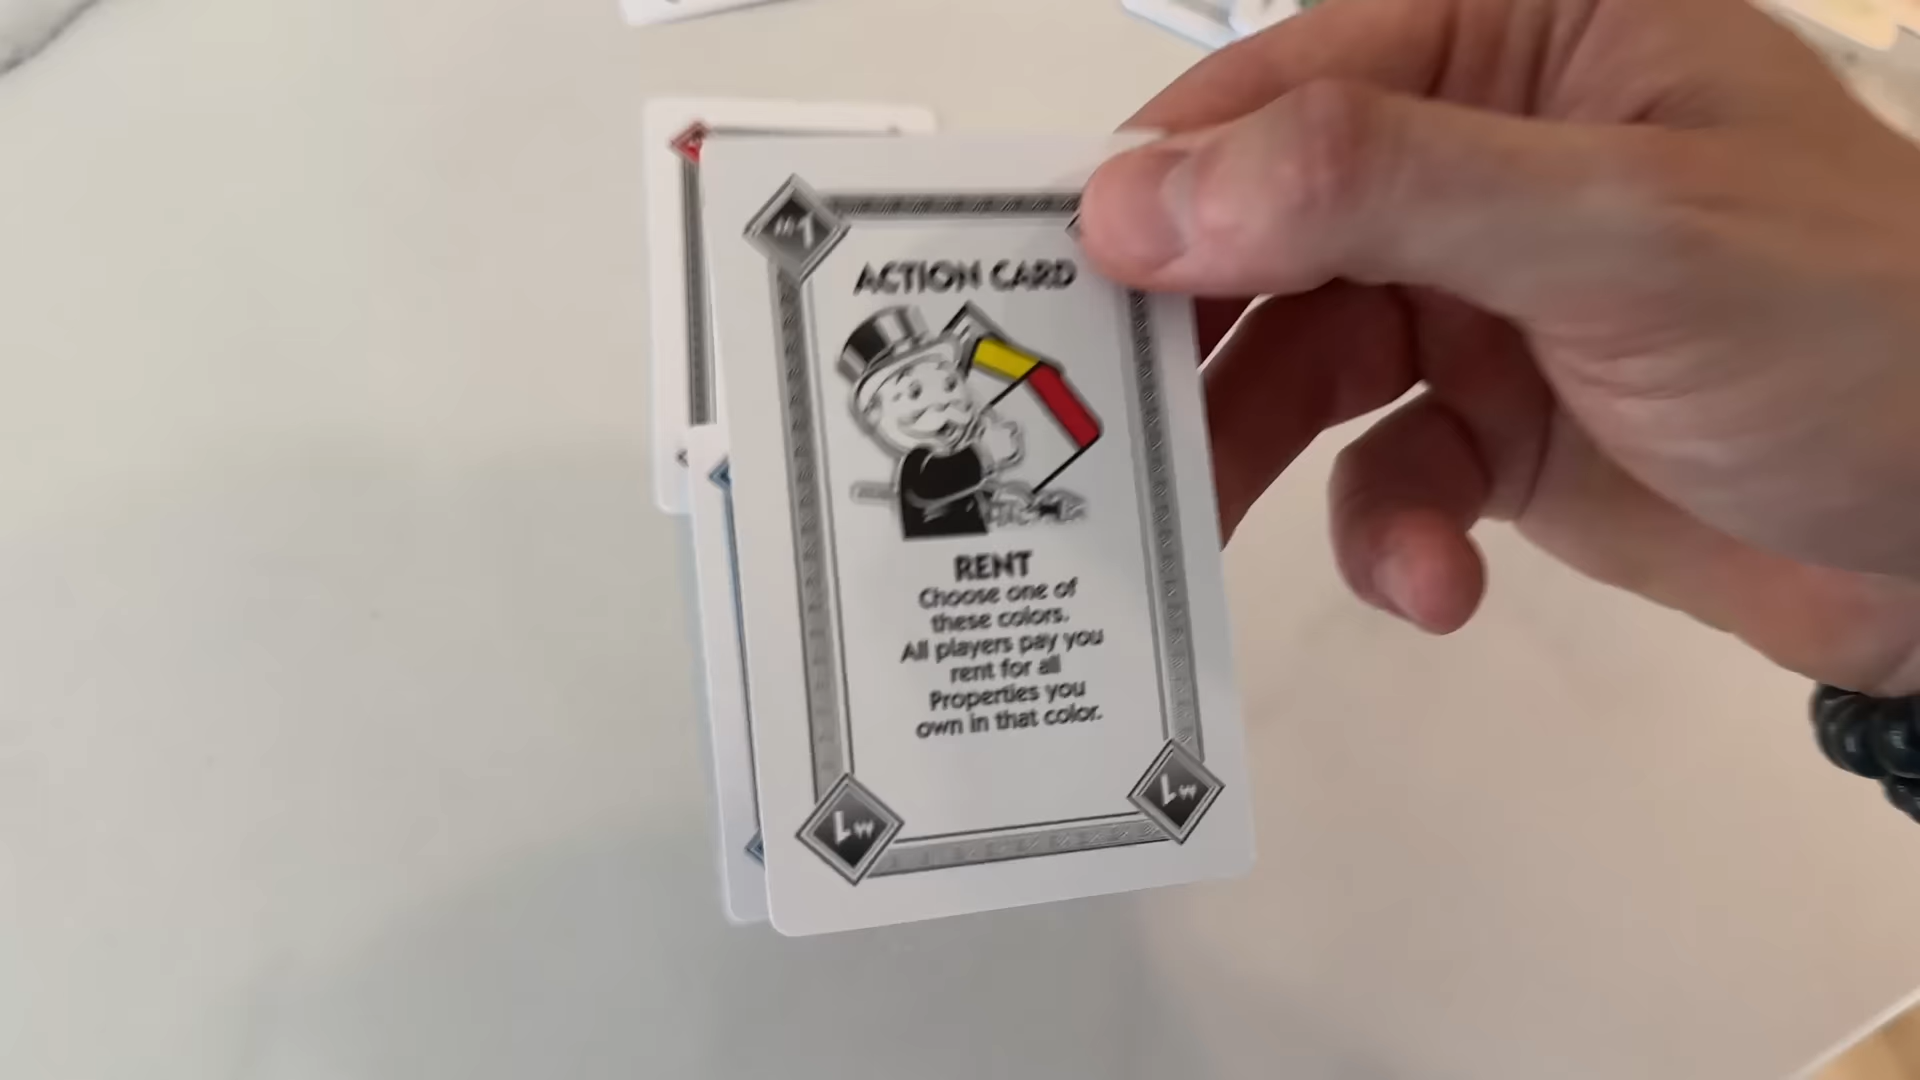 ACTION CARD
RENT
Choose one of
these colors.
All players pay you
rent for all
Properties you
own in that color.